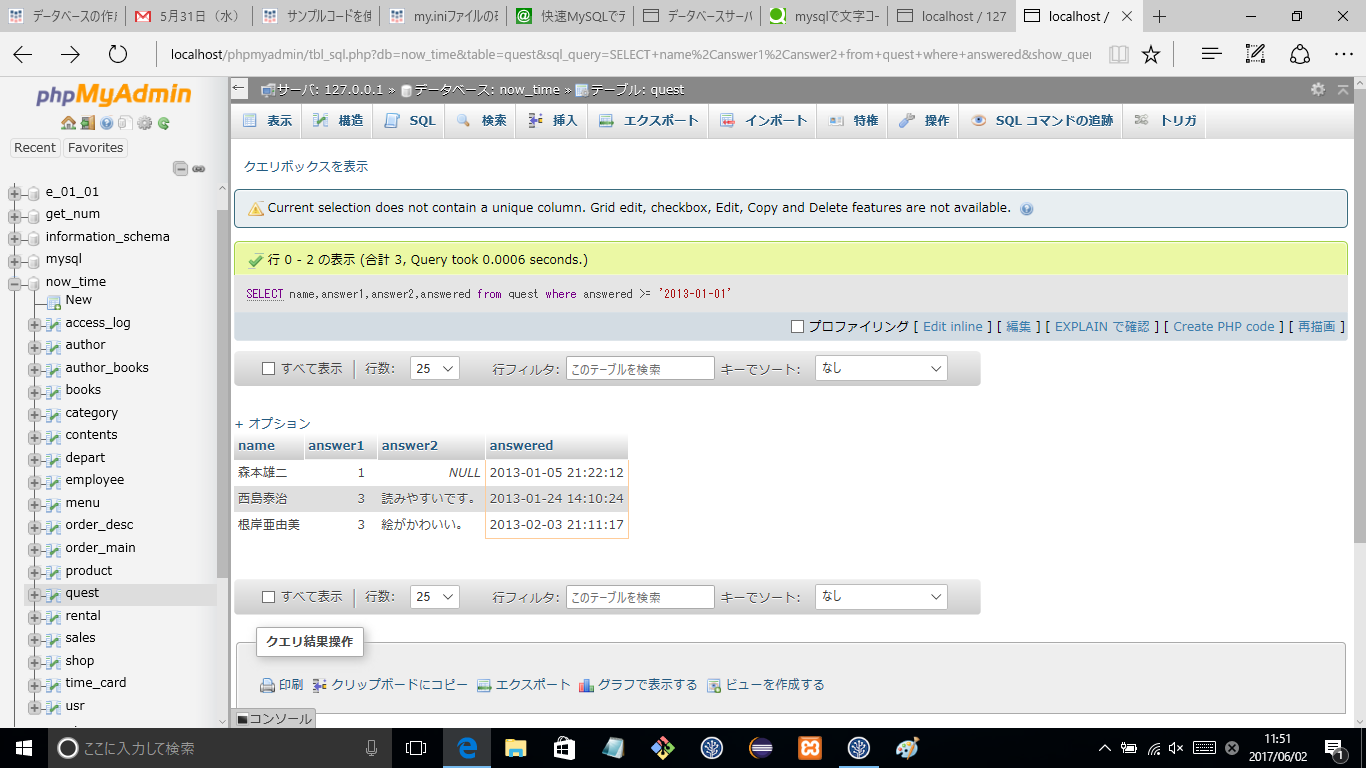 データベースの作
5月31日（水）
サンプルコードを使
my.iniファイルの
快速MySQLでデ
データベースサーバ
mysqlで文字コー
localhost / 127
localhost /
localhost/phpmyadmin/tbl_sql.php?db=now_time&table=quest&sql_query=SELECT+name%2Canswer1%2Canswer2+from+quest+where+answered&show_que
phpMyAdmin
Recent Favorites
e_01_01
get_num
information_schema
mysql
now_time
New
access_log
author
author_books
books
category
contents
depart
employee
menu
order_desc
order_main
product
quest
rental
sales
shop
time_card
usr
サーバ: 127.0.0.1 » データベース: now_time » テーブル: quest
表示 構造 SQL 検索 挿入 エクスポート インポート 特権 操作 SQL コマンドの追跡 トリガ
クエリボックスを表示
Current selection does not contain a unique column. Grid edit, checkbox, Edit, Copy and Delete features are not available.
行 0 - 2 の表示 (合計 3, Query took 0.0006 seconds.)
SELECT name,answer1,answer2,answered from quest where answered >= '2013-01-01'
プロファイリング [ Edit inline ] [ 編集 ] [ EXPLAIN で確認 ] [ Create PHP code ] [ 再描画 ]
すべて表示 行数: 25 行フィルタ: このテーブルを検索 キーでソート: なし
+ オプション
name answer1 answer2 answered
森本雄二 1 NULL 2013-01-05 21:22:12
西島泰治 3 読みやすいです。 2013-01-24 14:10:24
根岸亜由美 3 絵がかわいい。 2013-02-03 21:11:17
すべて表示 行数: 25 行フィルタ: このテーブルを検索 キーでソート: なし
クエリ結果操作
印刷 クリップボードにコピー エクスポート グラフで表示する ビューを作成する
コンソール
ここに入力して検索
11:51
2017/06/02
1